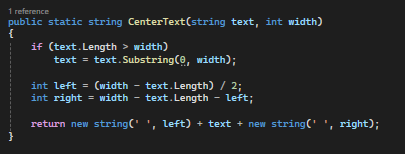 1 reference
public static string CenterText(string text, int width)
{
if (text.Length > width)
text = text.Substring(0, width);
int left = (width - text.Length) / 2;
int right = width - text.Length - left;
return new string(' ', left) + text + new string(' ', right);
}